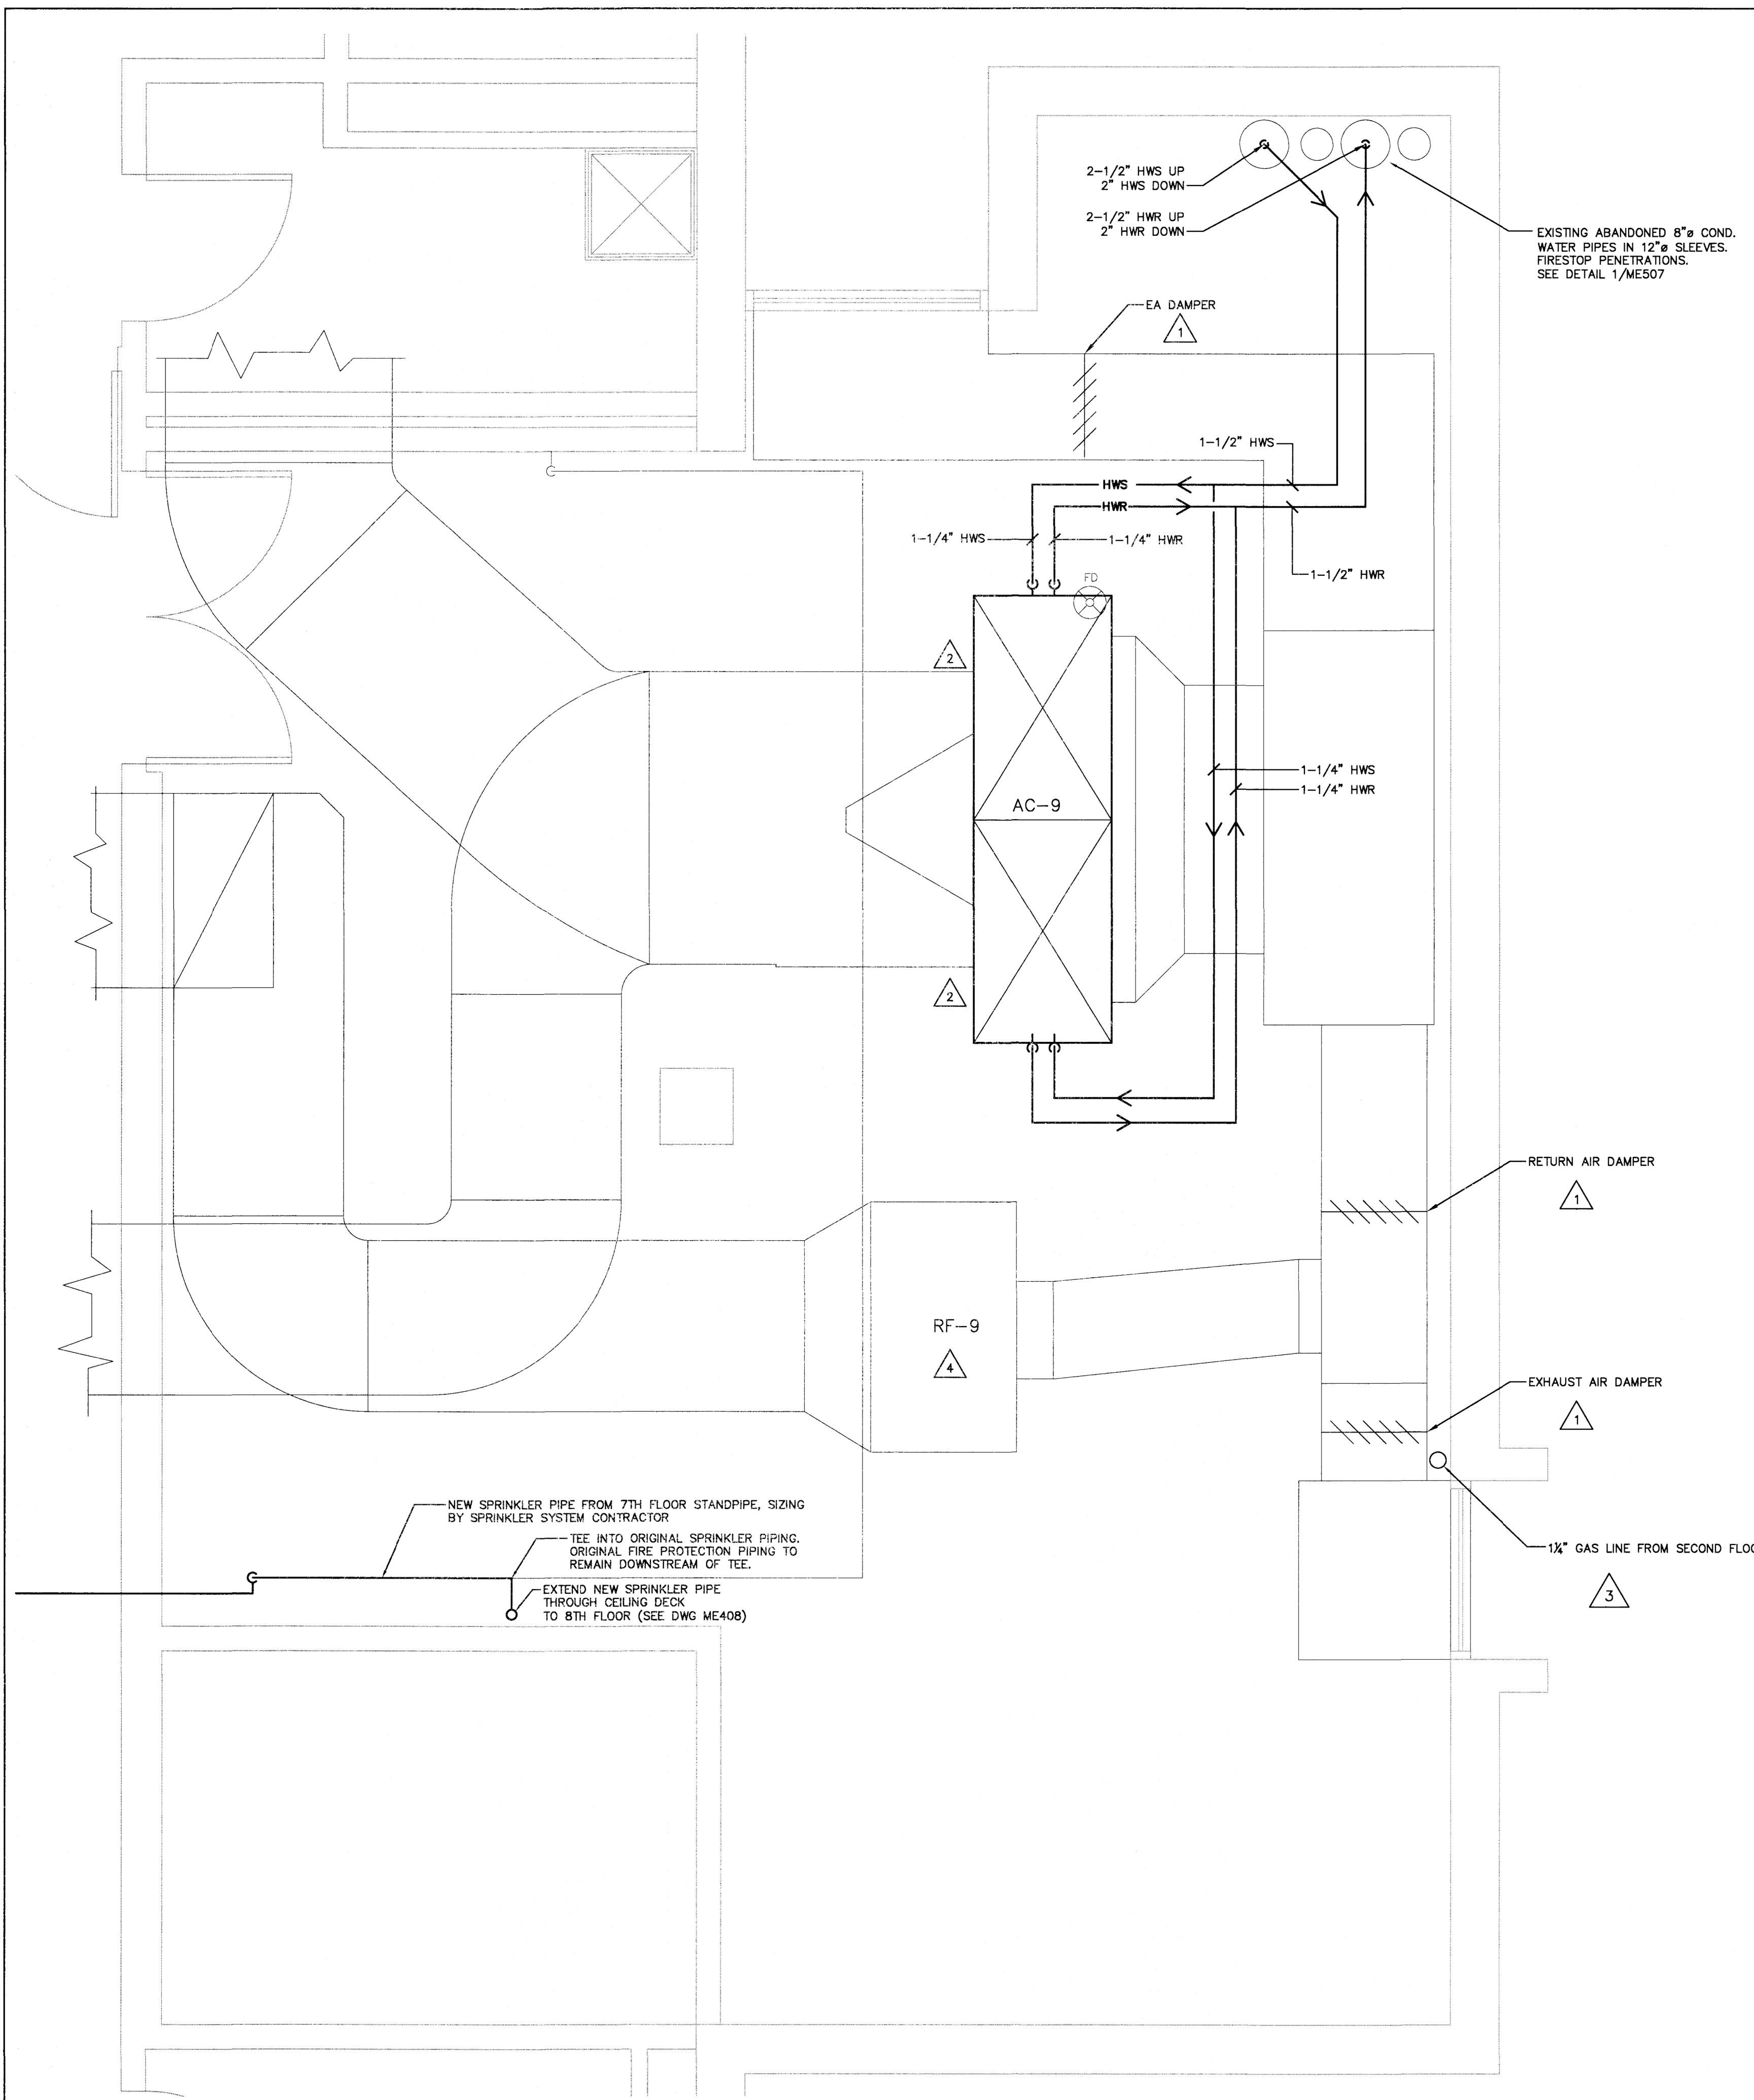 2-1/2" HWS UP
2" HWS DOWN
2-1/2" HWR UP
2" HWR DOWN
EXISTING ABANDONED 8"ø COND.
WATER PIPES IN 12"ø SLEEVES.
FIRESTOP PENETRATIONS.
SEE DETAIL 1/ME507
EA DAMPER
1
1-1/2" HWS
HWS
HWR
1-1/4" HWS
1-1/4" HWR
1-1/2" HWR
FD
2
1-1/4" HWS
1-1/4" HWR
AC-9
2
RETURN AIR DAMPER
1
RF-9
4
EXHAUST AIR DAMPER
1
NEW SPRINKLER PIPE FROM 7TH FLOOR STANDPIPE, SIZING
BY SPRINKLER SYSTEM CONTRACTOR
TEE INTO ORIGINAL SPRINKLER PIPING.
ORIGINAL FIRE PROTECTION PIPING TO
REMAIN DOWNSTREAM OF TEE.
1¼" GAS LINE FROM SECOND FLOO
3
EXTEND NEW SPRINKLER PIPE
THROUGH CEILING DECK
TO 8TH FLOOR (SEE DWG ME408)